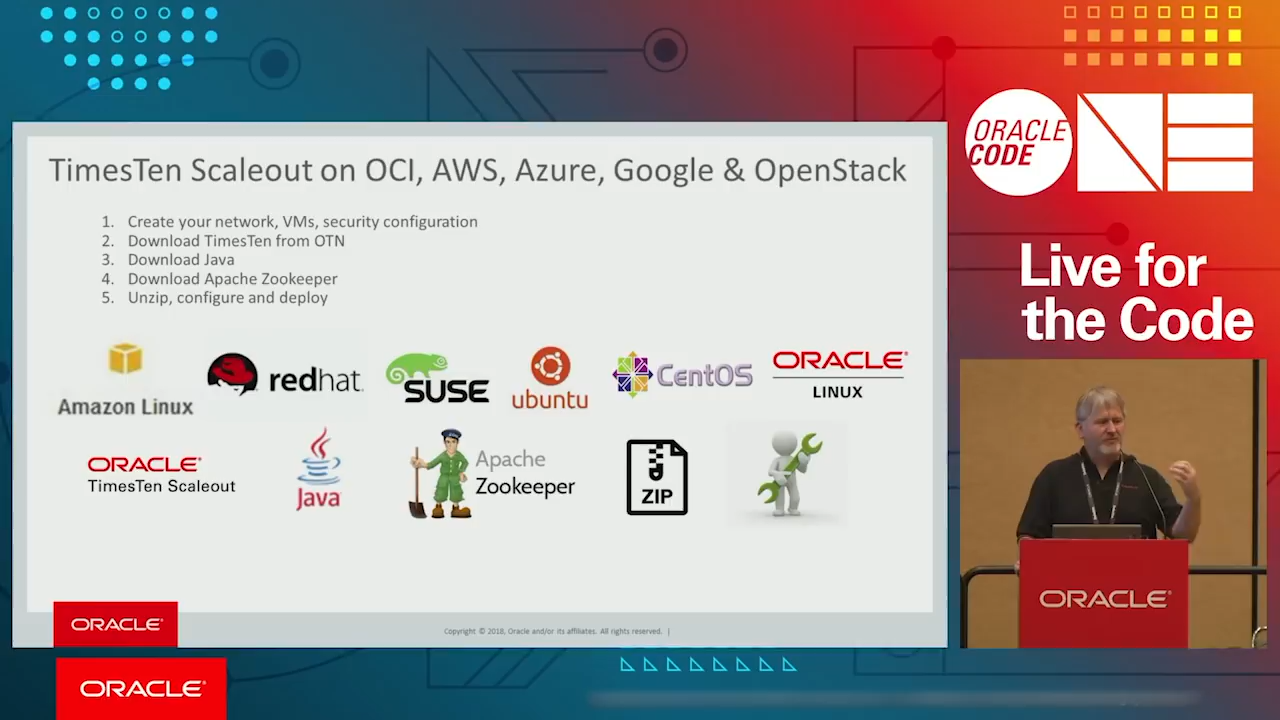 TimesTen Scaleout on OCI, AWS, Azure, Google & OpenStack
1. Create your network, VMs, security configuration
2. Download TimesTen from OTN
3. Download Java
4. Download Apache Zookeeper
5. Unzip, configure and deploy
Amazon Linux
redhat.
SUSE
ubuntu
CentOS
ORACLE®
LINUX
ORACLE®
TimesTen Scaleout
Java
Apache
Zookeeper
ZIP
Copyright © 2018, Oracle and/or its affiliates. All rights reserved. |
ORACLE®
ORACLE®
ORACLE
CODE
ONE
Live for
the Code
ORACLE®